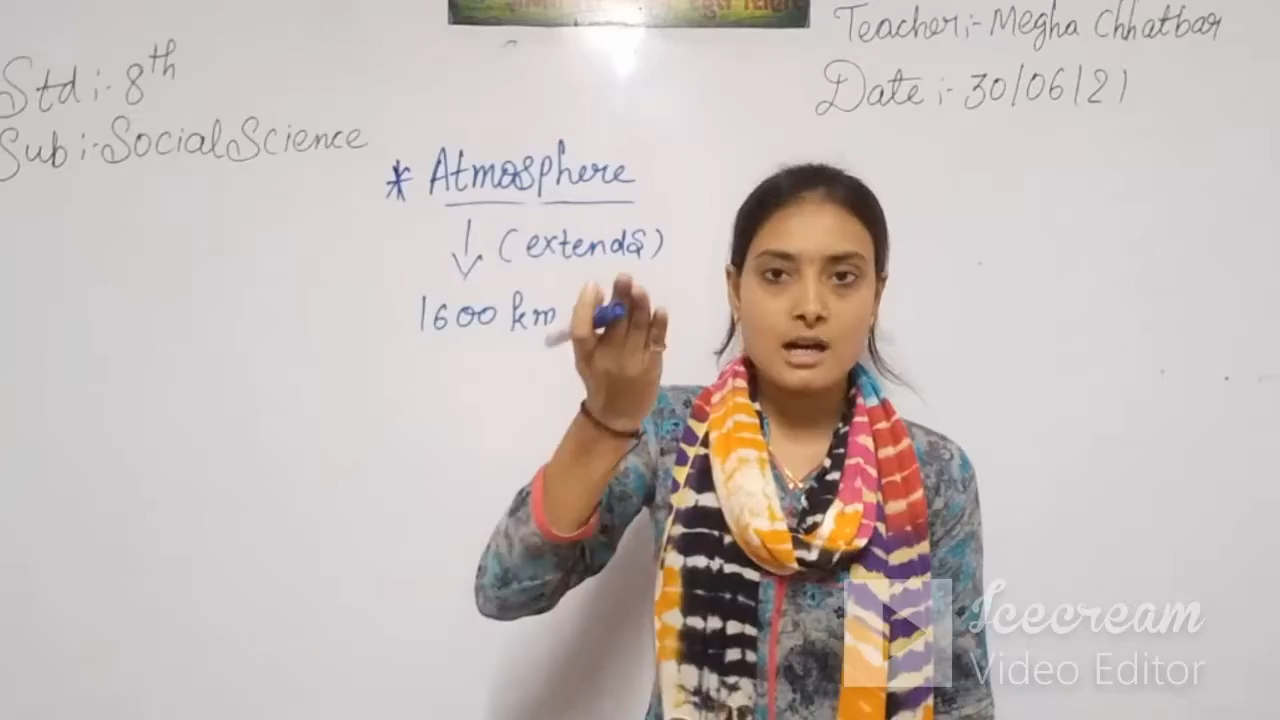 Std :- 8th
Sub :- Social Science
Teacher :- Megha Chhatbar
Date :- 30/06/21
* Atmosphere
↓ (extends)
1600 km
Icecream
Video Editor